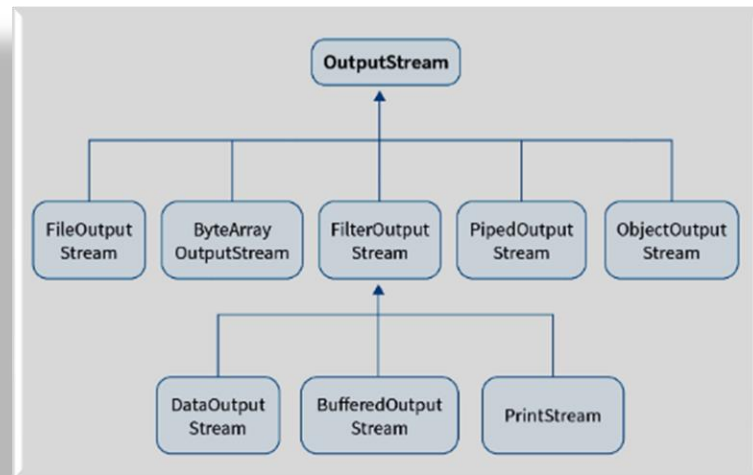 OutputStream
FileOutput
Stream
ByteArray
OutputStream
FilterOutput
Stream
PipedOutput
Stream
ObjectOutput
Stream
DataOutput
Stream
BufferedOutput
Stream
PrintStream